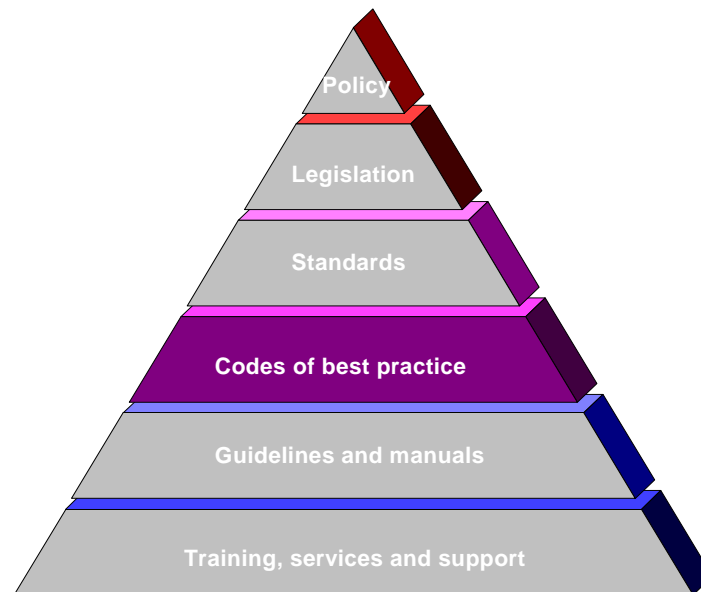 Policy
Legislation
Standards
Codes of best practice
Guidelines and manuals
Training, services and support